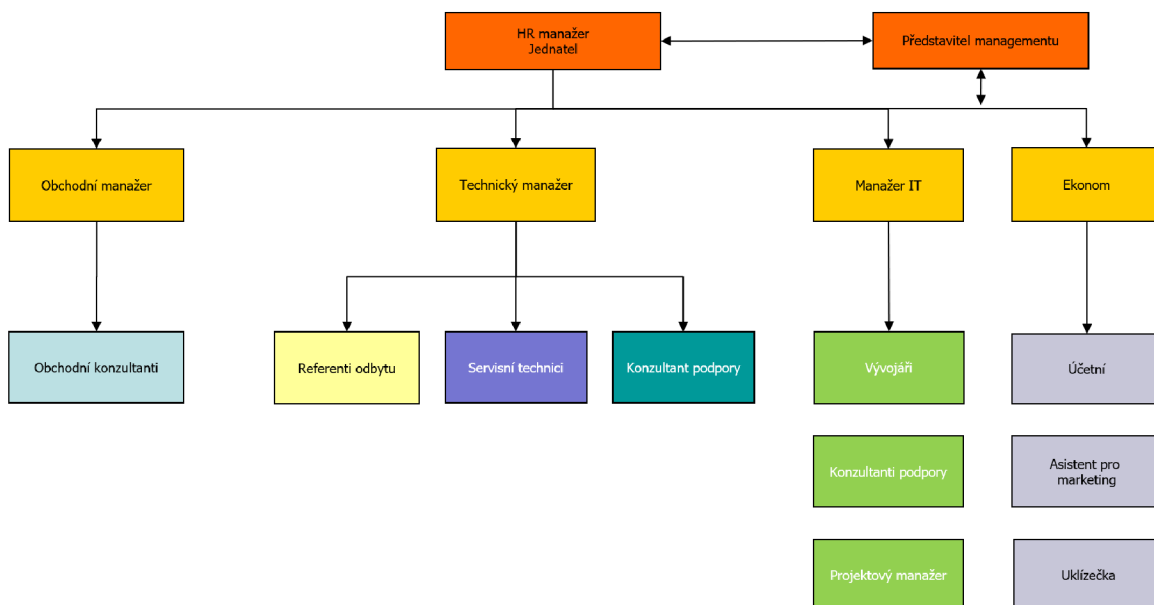 HR manažer
Jednatel
Představitel managementu
Obchodní manažer
Technický manažer
Manažer IT
Ekonom
Obchodní konzultanti
Referenti odbytu
Servisní technici
Konzultant podpory
Vývojáři
Účetní
Konzultanti podpory
Asistent pro
marketing
Projektový manažer
Uklízečka